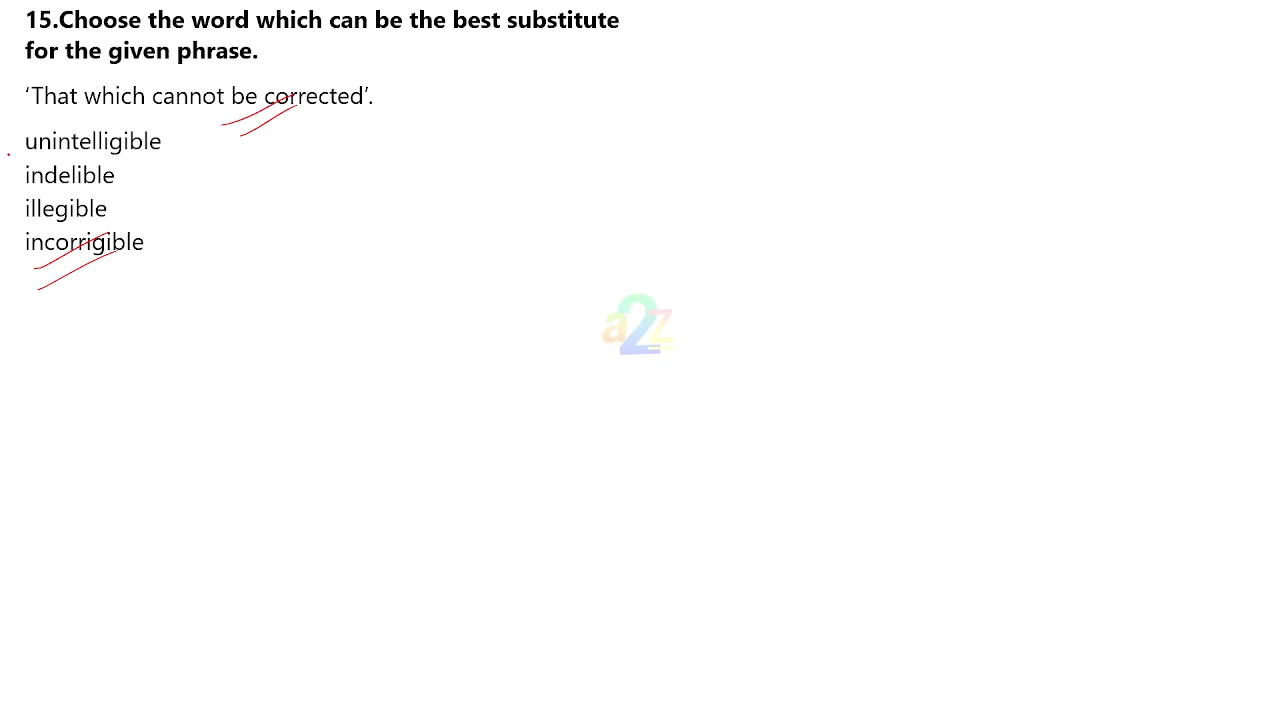 15.Choose the word which can be the best substitute
for the given phrase.
‘That which cannot be corrected’.
unintelligible
indelible
illegible
incorrigible
a2z